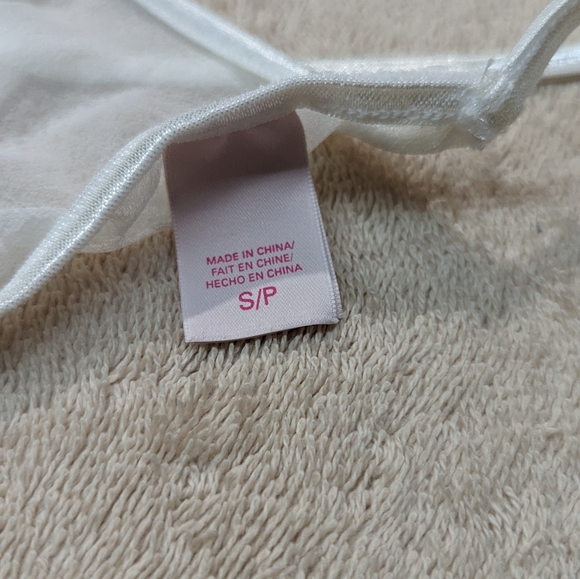 MADE IN CHINA/
FAIT EN CHINE/
HECHO EN CHINA
S/P